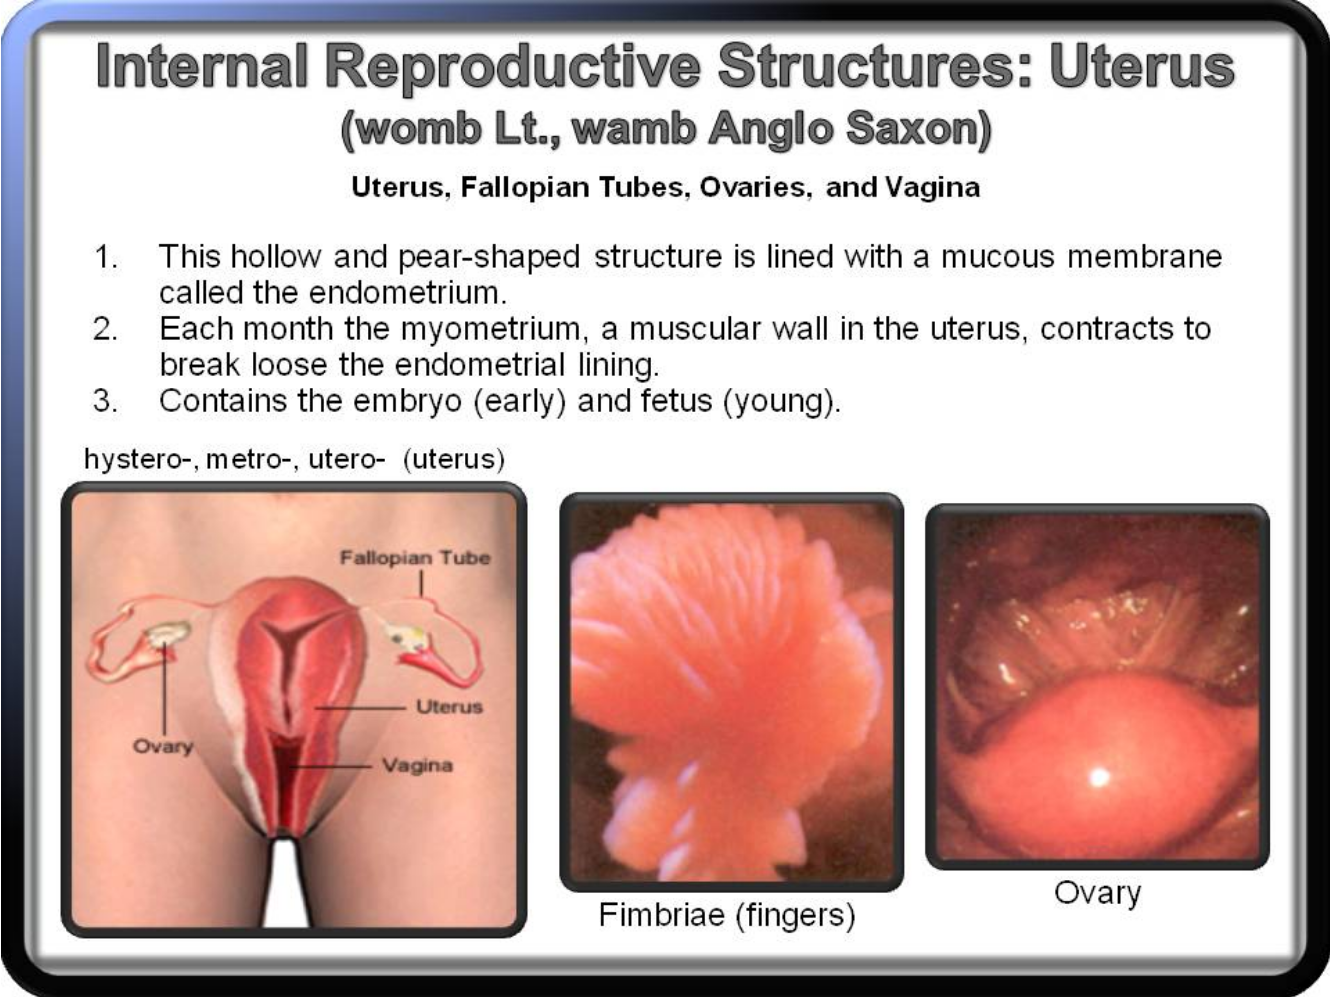 Internal Reproductive Structures: Uterus
(womb Lt., wamb Anglo Saxon)
Uterus, Fallopian Tubes, Ovaries, and Vagina
1. This hollow and pear-shaped structure is lined with a mucous membrane
called the endometrium.
2. Each month the myometrium, a muscular wall in the uterus, contracts to
break loose the endometrial lining.
3. Contains the embryo (early) and fetus (young).
hystero-, metro-, utero- (uterus)
Fallopian Tube
Uterus
Ovary
Vagina
Fimbriae (fingers)
Ovary